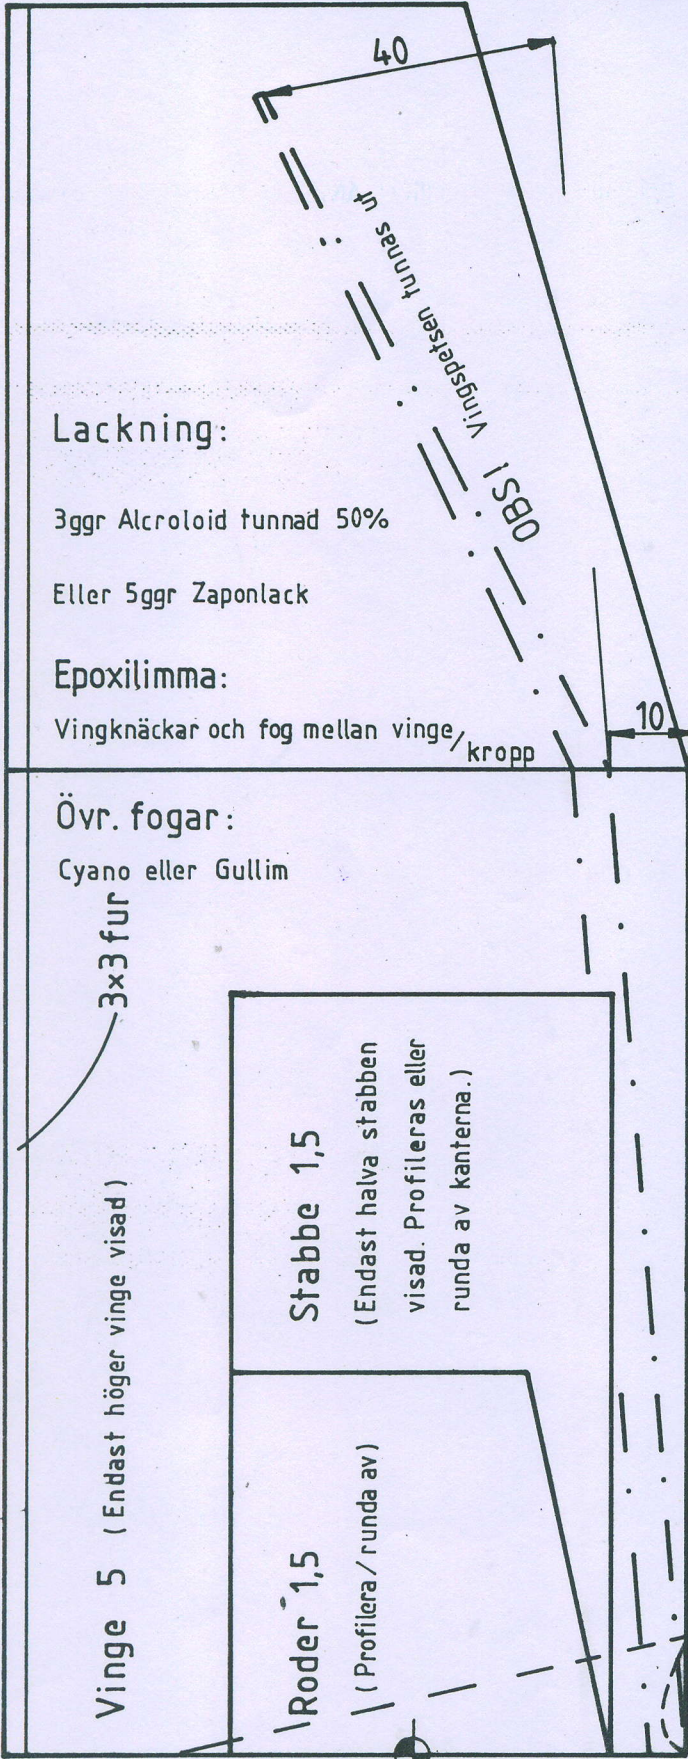 40
OBS! Vingspetsen tunnas ut
Lackning:
3ggr Alcroloid tunnad 50%
Eller 5ggr Zaponlack
Epoxilimma:
Vingknäckar och fog mellan vinge/
kropp
10
Övr. fogar:
Cyano eller Gullim
3x3 fur
Vinge 5 (Endast höger vinge visad)
Stabbe 1,5
(Endast halva stabben
visad. Profileras eller
runda av kanterna.)
Roder 1,5
(Profilera / runda av)